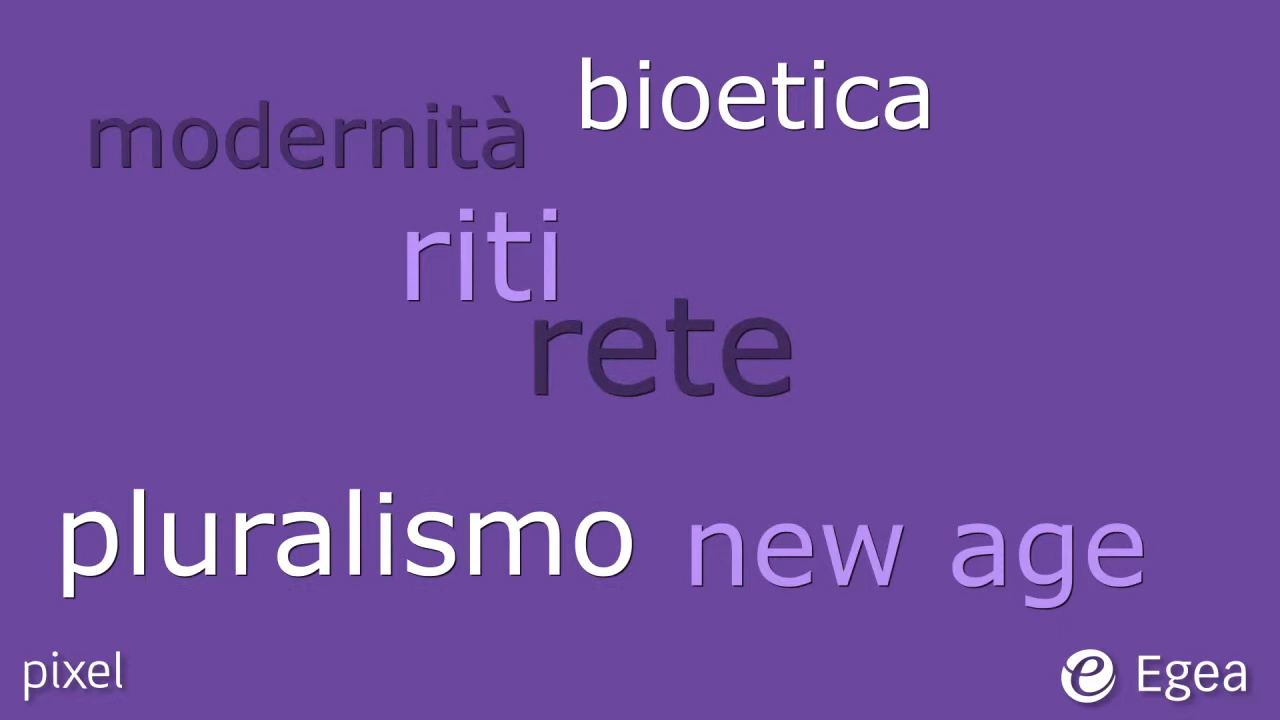 bioetica
modernità
riti
rete
pluralismo
new age
pixel
Egea